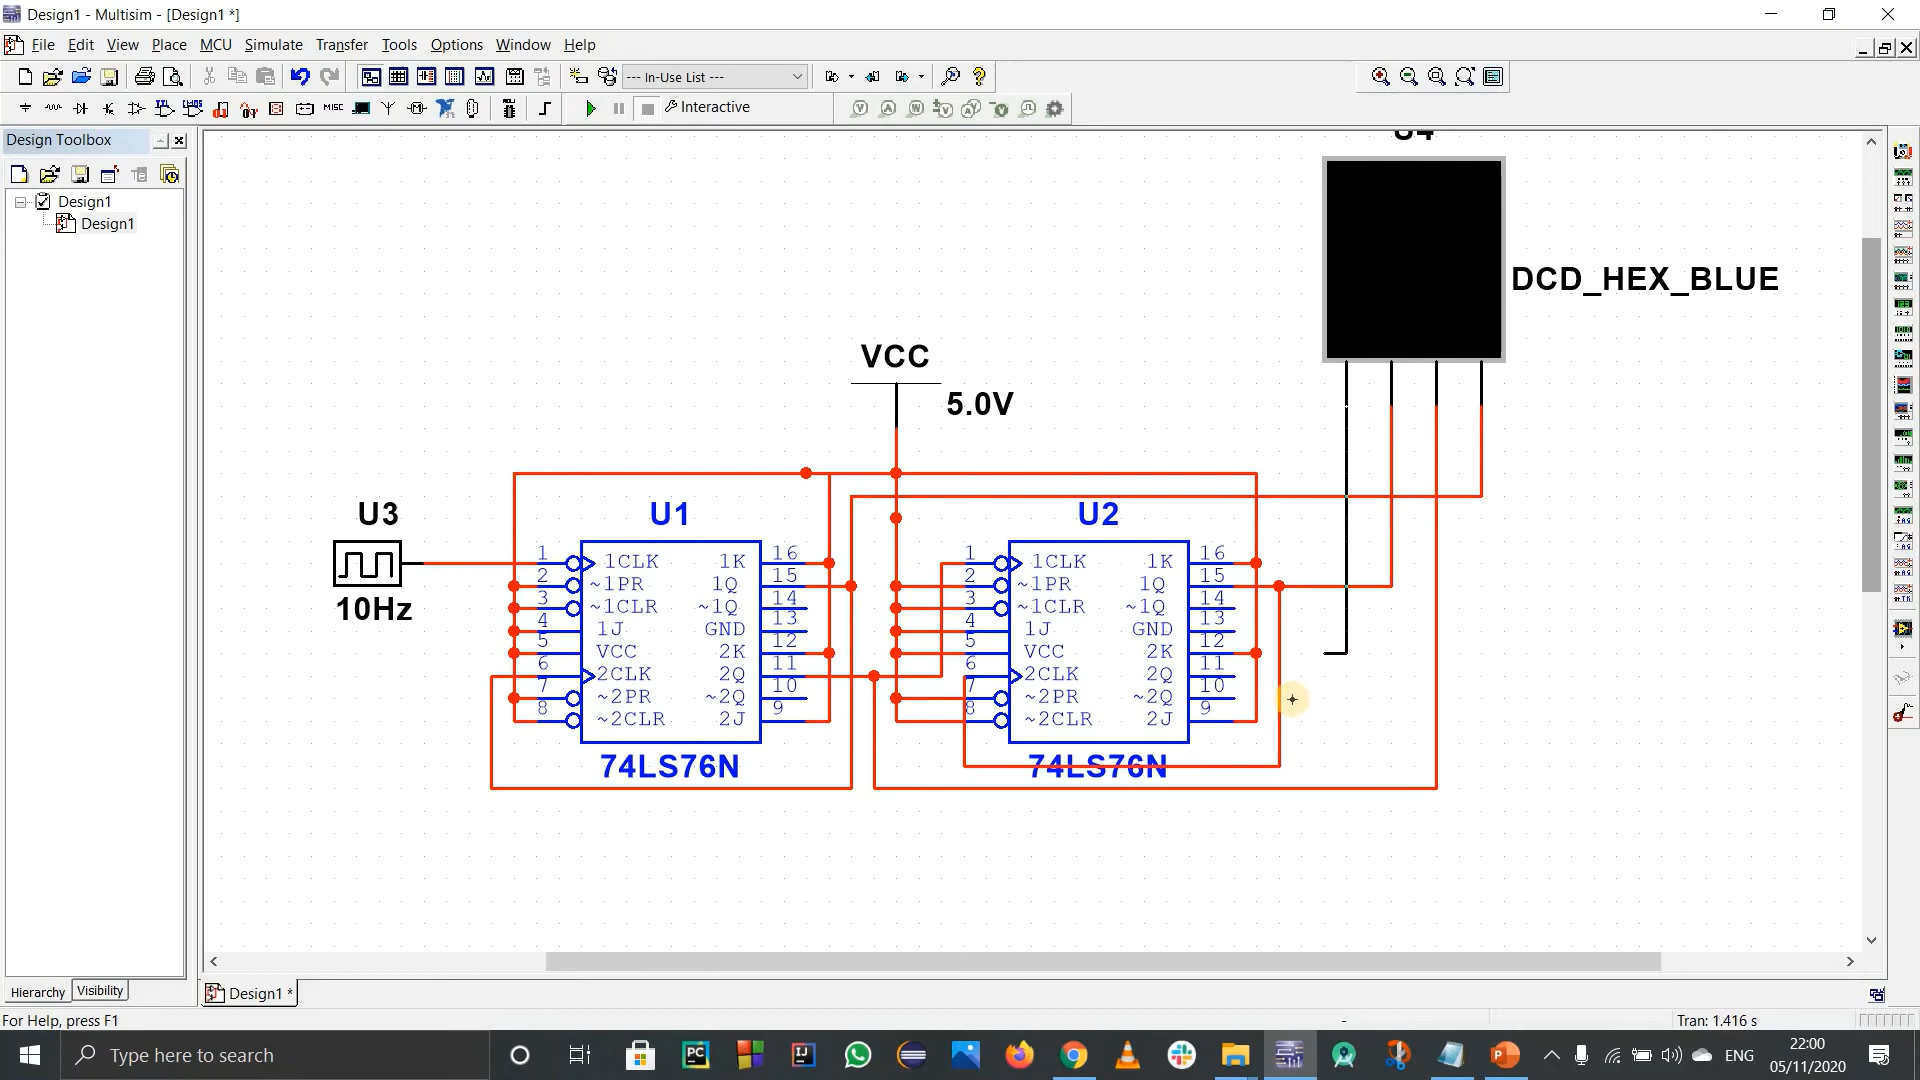 Design1 - Multisim - [Design1 *]
File Edit View Place MCU Simulate Transfer Tools Options Window Help
--- In-Use List ---
MISC
Interactive
Design Toolbox
Design1
Design1
DCD_HEX_BLUE
VCC
5.0V
U3
10Hz
U1
1 1CLK 1K 16
2 ~1PR 1Q 15
3 ~1CLR ~1Q 14
4 1J GND 13
5 VCC 2K 12
6 2CLK 2Q 11
7 ~2PR ~2Q 10
8 ~2CLR 2J 9
74LS76N
U2
1 1CLK 1K 16
2 ~1PR 1Q 15
3 ~1CLR ~1Q 14
4 1J GND 13
5 VCC 2K 12
6 2CLK 2Q 11
7 ~2PR ~2Q 10
8 ~2CLR 2J 9
74LS76N
Hierarchy Visibility
Design1 *
For Help, press F1
-
Tran: 1.416 s
Type here to search
ENG
22:00
05/11/2020